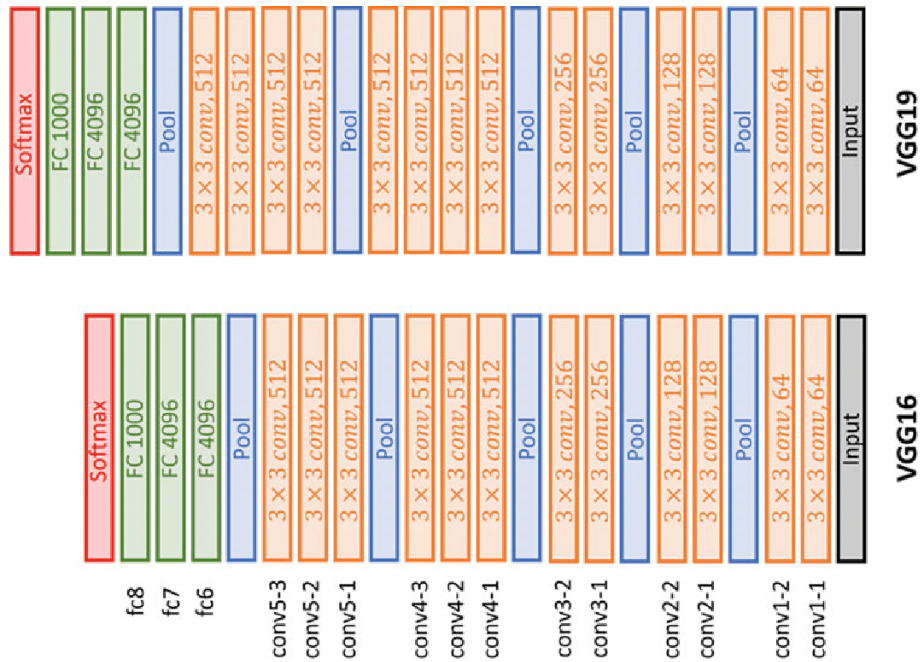 fc8
fc7
fc6
conv5-3
conv5-2
conv5-1
conv4-3
conv4-2
conv4-1
conv3-2
conv3-1
conv2-2
conv2-1
conv1-2
conv1-1
Softmax
FC 1000
FC 4096
FC 4096
Pool
3 × 3 conv, 512
3 × 3 conv, 512
3 × 3 conv, 512
Pool
3 × 3 conv, 512
3 × 3 conv, 512
3 × 3 conv, 512
Pool
3 × 3 conv, 256
3 × 3 conv, 256
Pool
3 × 3 conv, 128
3 × 3 conv, 128
Pool
3 × 3 conv, 64
3 × 3 conv, 64
Input
VGG16
Softmax
FC 1000
FC 4096
FC 4096
Pool
3 × 3 conv, 512
3 × 3 conv, 512
3 × 3 conv, 512
3 × 3 conv, 512
Pool
3 × 3 conv, 512
3 × 3 conv, 512
3 × 3 conv, 512
3 × 3 conv, 512
Pool
3 × 3 conv, 256
3 × 3 conv, 256
Pool
3 × 3 conv, 128
3 × 3 conv, 128
Pool
3 × 3 conv, 64
3 × 3 conv, 64
Input
VGG19